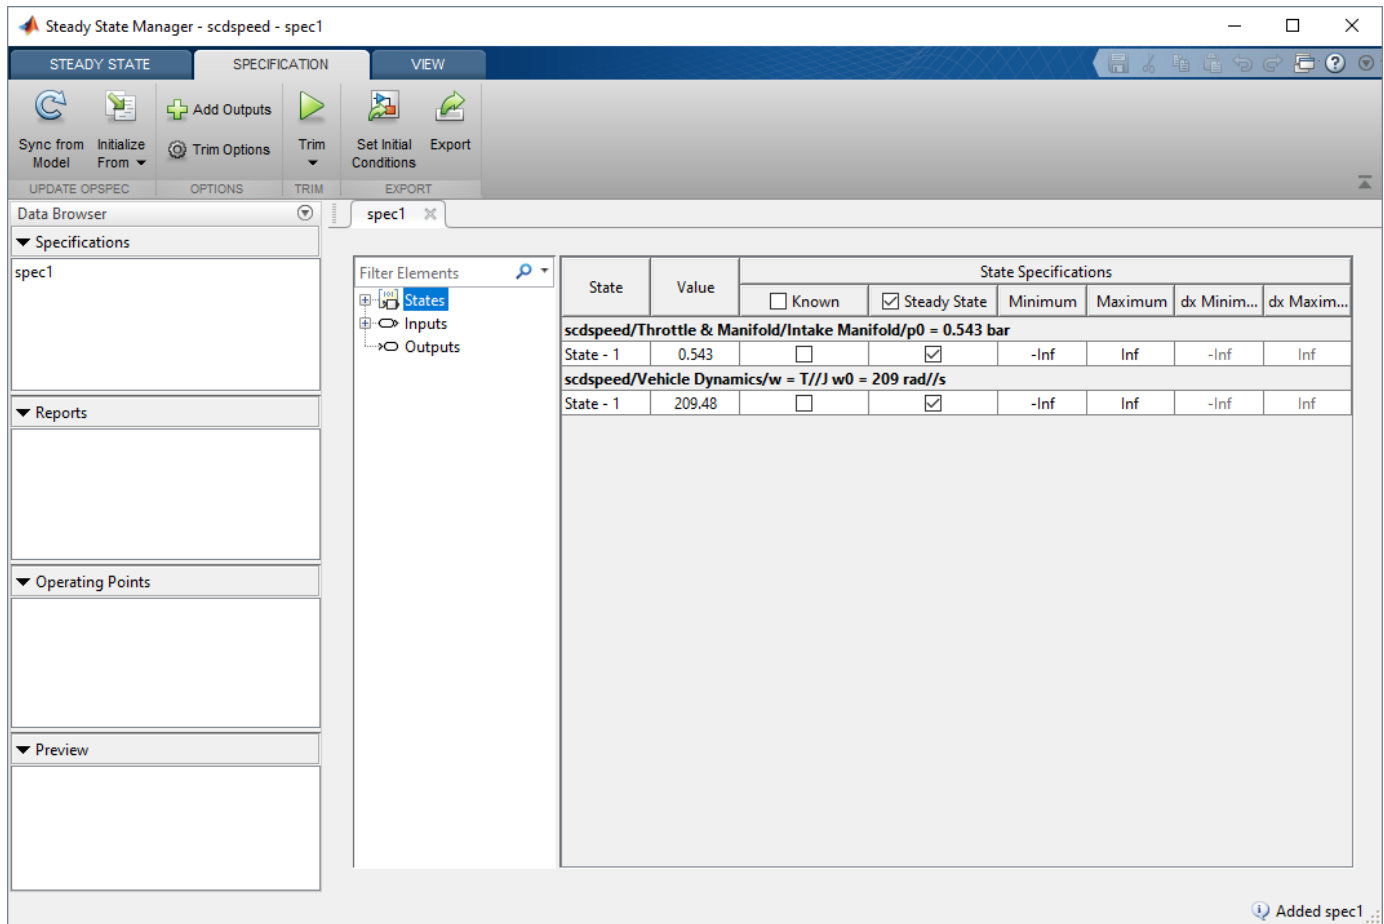 Steady State Manager - scdspeed - spec1
STEADY STATE SPECIFICATION VIEW
Sync from Model Initialize From Add Outputs Trim Options Trim Set Initial Conditions Export
UPDATE OPSPEC OPTIONS TRIM EXPORT
Data Browser spec1
Specifications
spec1
Reports
Operating Points
Preview
Filter Elements
States
Inputs
Outputs
State Value State Specifications
Known Steady State Minimum Maximum dx Minim... dx Maxim...
scdspeed/Throttle & Manifold/Intake Manifold/p0 = 0.543 bar
State - 1 0.543 -Inf Inf -Inf Inf
scdspeed/Vehicle Dynamics/w = T//J w0 = 209 rad//s
State - 1 209.48 -Inf Inf -Inf Inf
Added spec1